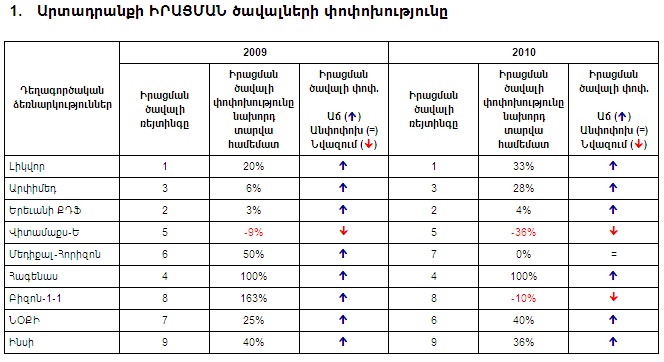 1. Արտադրանքի ԻՐԱՑՄԱՆ ծավալների փոփոխությունը
2009 2010
Դեղագործական ձեռնարկություններ
Իրացման ծավալի ռեյտինգը
Իրացման ծավալի փոփոխությունը նախորդ տարվա համեմատ
Իրացման ծավալի փոփ.
Աճ (↑)
Անփոփոխ (=)
Նվազում (↓)
Իրացման ծավալի ռեյտինգը
Իրացման ծավալի փոփոխությունը նախորդ տարվա համեմատ
Իրացման ծավալի փոփ.
Աճ (↑)
Անփոփոխ (=)
Նվազում (↓)
Լիկվոր 1 20% ↑ 1 33% ↑
Արփիմեդ 3 6% ↑ 3 28% ↑
Երեւանի ՔԴՖ 2 3% ↑ 2 4% ↑
Վիտամաքս-Ե 5 -9% ↓ 5 -36% ↓
Մեդիքալ-Հորիզոն 6 50% ↑ 7 0% =
Հագենաս 4 100% ↑ 4 100% ↑
Բիզոն-1-1 8 163% ↑ 8 -10% ↓
ՆՕՔԻ 7 25% ↑ 6 40% ↑
Ինսի 9 40% ↑ 9 36% ↑